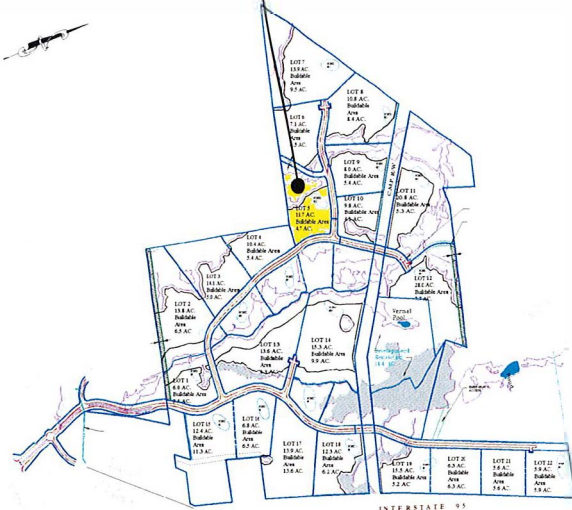 LOT 7
13.9 AC.
Buildable
Area
9.5 AC.
LOT 8
10.8 AC.
Buildable
Area
8.4 AC.
LOT 6
7.1 AC.
Buildable
Area
LOT 9
8.0 AC.
Buildable
Area
5.4 AC.
C.M.P. R/W
LOT 11
20.8 AC.
Buildable
Area
5.3 AC.
LOT 10
9.8 AC.
Buildable
Area
LOT 5
11.7 AC.
Buildable Area
4.7 AC.
LOT 4
10.4 AC.
Buildable Area
5.4 AC.
LOT 3
Buildable Area
5.0 AC.
LOT 12
Buildable Area
LOT 2
13.8 AC.
Buildable
Area
6.5 AC.
Vernal
Pool
LOT 13
13.6 AC.
Buildable
Area
LOT 14
15.3 AC.
Buildable
Area
9.9 AC.
LOT 1
6.8 AC.
Buildable
Area
LOT 15
12.4 AC.
Buildable
Area
11.3 AC.
LOT 16
6.8 AC.
Buildable
Area
6.5 AC.
LOT 17
13.9 AC.
Buildable
Area
13.6 AC.
LOT 18
12.3 AC.
Buildable
Area
6.2 AC.
LOT 19
15.5 AC.
Buildable Area
5.2 AC.
LOT 20
6.5 AC.
Buildable
Area
6.3 AC.
LOT 21
5.6 AC.
Buildable
Area
5.6 AC.
LOT 22
5.9 AC.
Buildable
Area
5.9 AC.
INTERSTATE 95